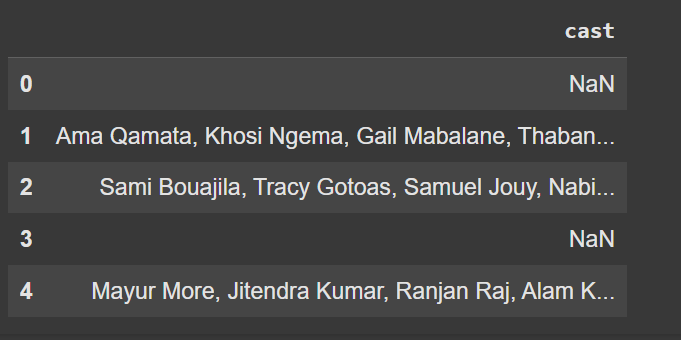 cast
0 NaN
1 Ama Qamata, Khosi Ngema, Gail Mabalane, Thaban...
2 Sami Bouajila, Tracy Gotoas, Samuel Jouy, Nabi...
3 NaN
4 Mayur More, Jitendra Kumar, Ranjan Raj, Alam K...